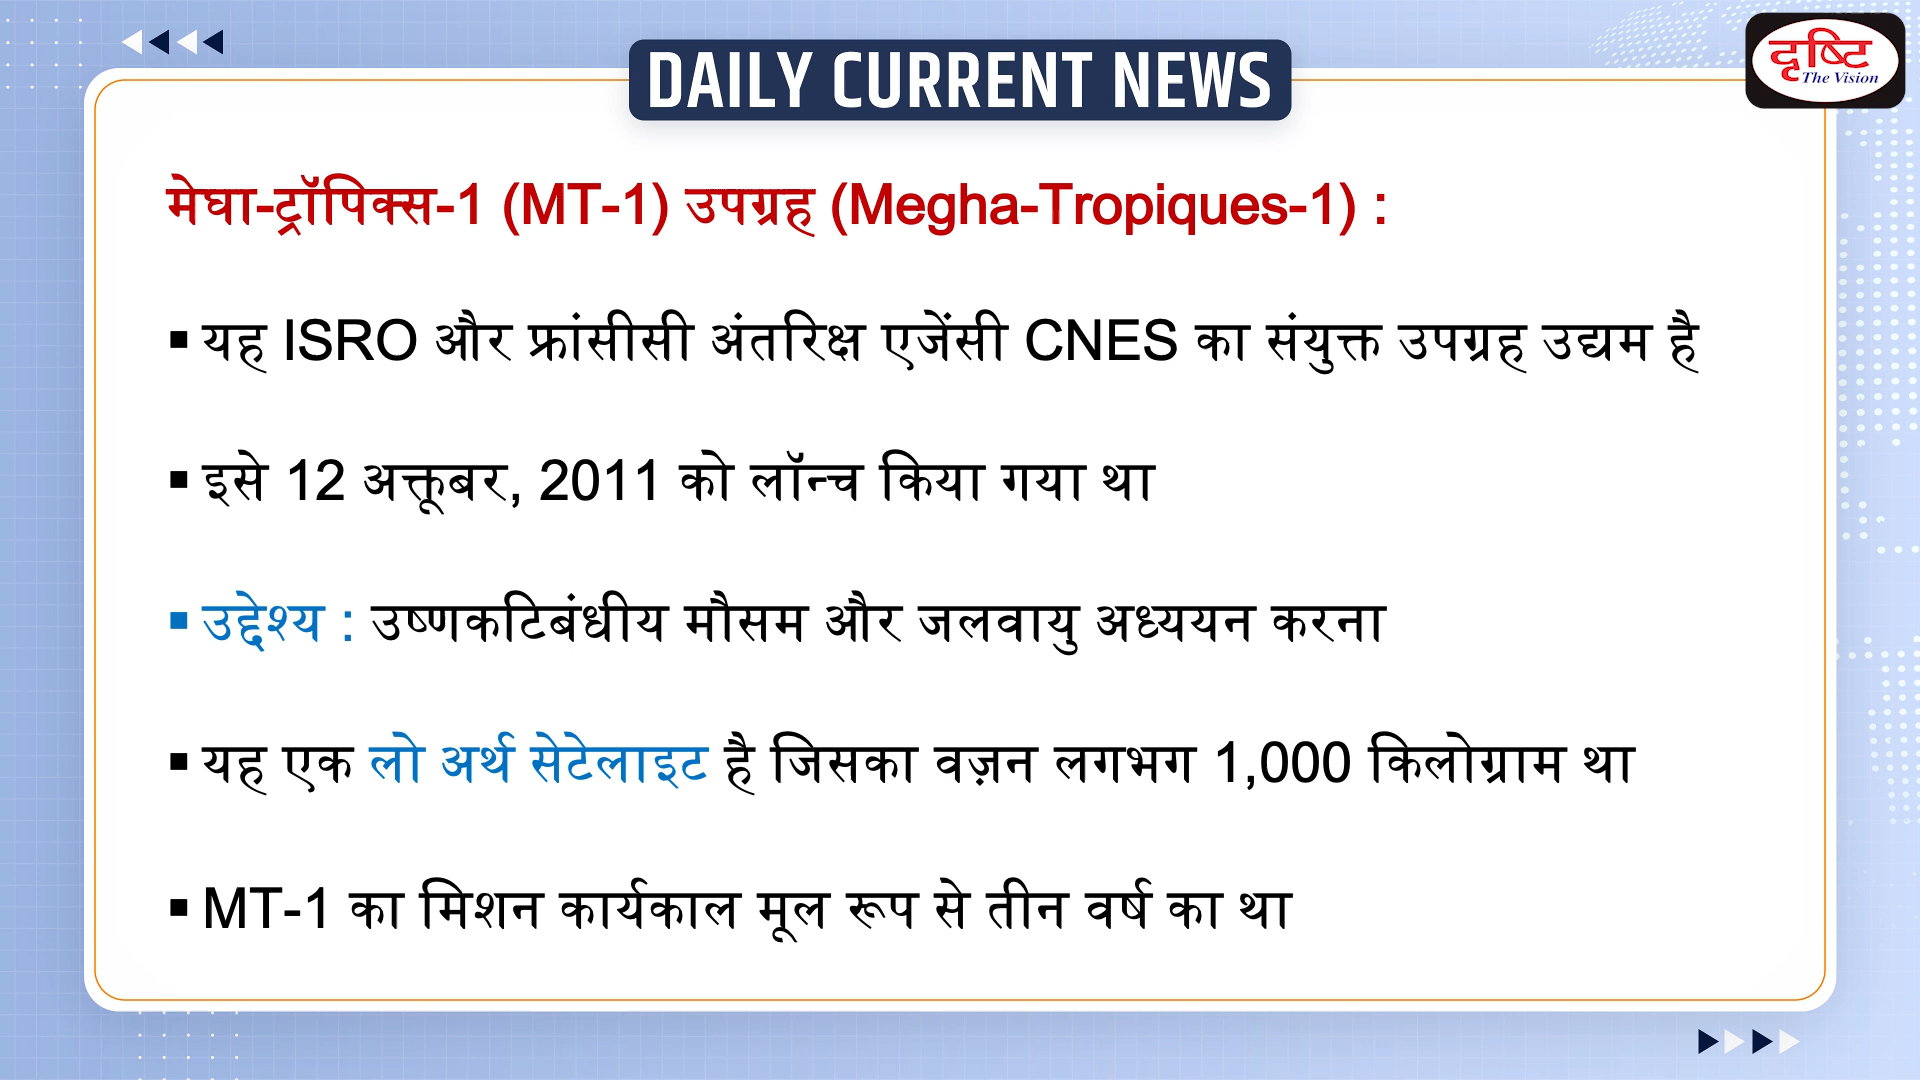 DAILY CURRENT NEWS
दृष्टि
The Vision
मेघा-ट्रॉपिक्स-1 (MT-1) उपग्रह (Megha-Tropiques-1) :
▪ यह ISRO और फ्रांसीसी अंतरिक्ष एजेंसी CNES का संयुक्त उपग्रह उद्यम है
▪ इसे 12 अक्तूबर, 2011 को लॉन्च किया गया था
▪ उद्देश्य : उष्णकटिबंधीय मौसम और जलवायु अध्ययन करना
▪ यह एक लो अर्थ सेटेलाइट है जिसका वज़न लगभग 1,000 किलोग्राम था
▪ MT-1 का मिशन कार्यकाल मूल रूप से तीन वर्ष का था